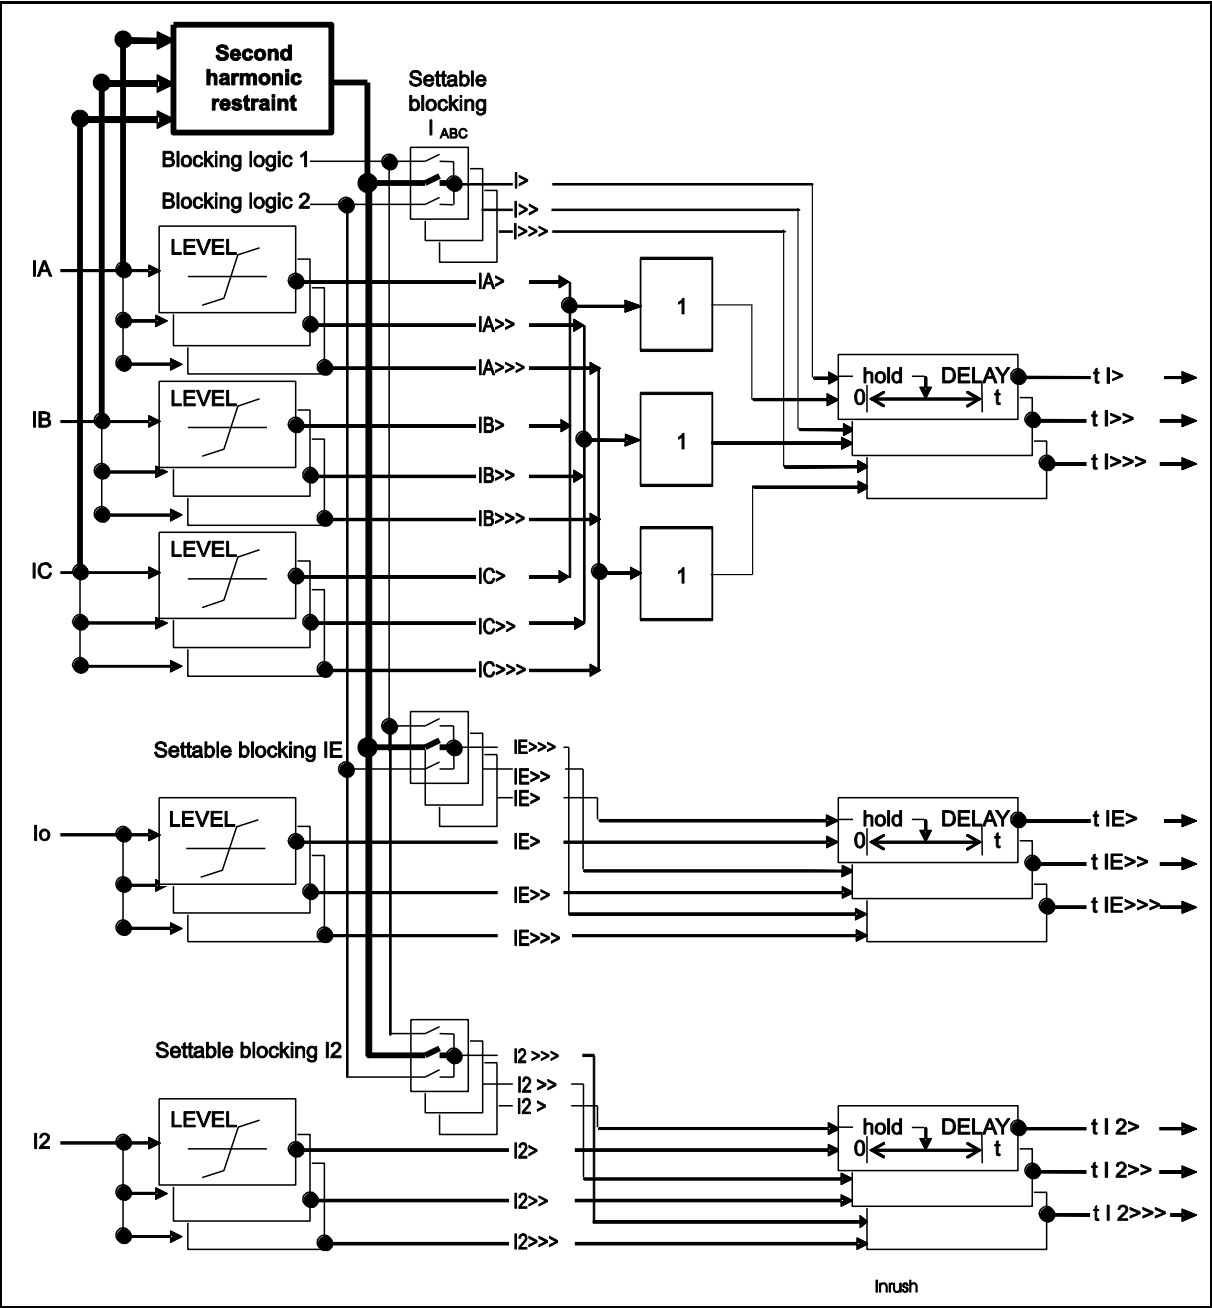 Second
harmonic
restraint
Settable
blocking
I ABC
Blocking logic 1
Blocking logic 2
I>
I>>
I>>>
IA
LEVEL
IA>
IA>>
IA>>>
1
IB
LEVEL
IB>
IB>>
IB>>>
1
hold DELAY
0 t
t I>
t I>>
t I>>>
IC
LEVEL
IC>
IC>>
IC>>>
1
Settable blocking IE
IE>>>
IE>>
IE>
Io
LEVEL
IE>
IE>>
IE>>>
hold DELAY
0 t
t IE>
t IE>>
t IE>>>
Settable blocking I2
I2 >>>
I2 >>
I2 >
I2
LEVEL
I2>
I2>>
I2>>>
hold DELAY
0 t
t I 2>
t I 2>>
t I 2>>>
Inrush